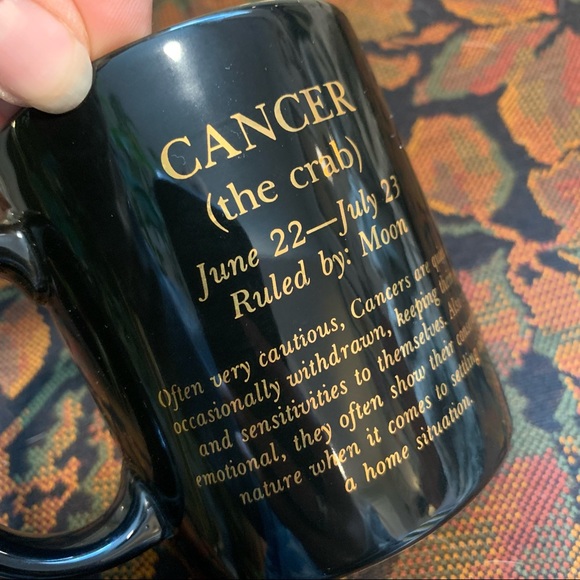 CANCER
(the crab)
June 22—July 23
Ruled by: Moon
Often very cautious, Cancers are
occasionally withdrawn, keeping
and sensitivities to themselves.
emotional, they often show their
nature when it comes to settling
a home situation.